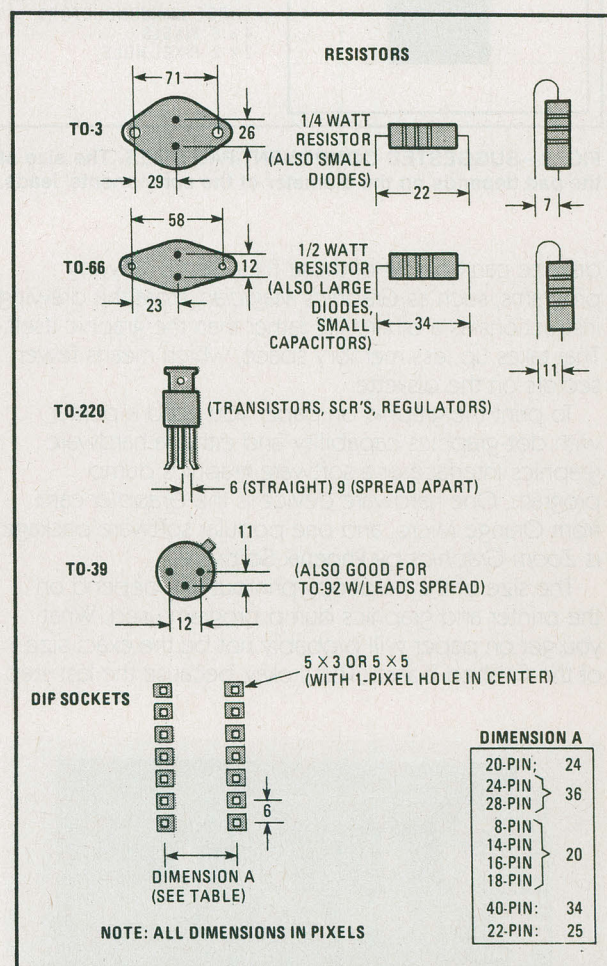 RESISTORS
71
TO-3
26
29
1/4 WATT
RESISTOR
(ALSO SMALL
DIODES)
22
7
58
TO-66
12
23
1/2 WATT
RESISTOR
(ALSO LARGE
DIODES,
SMALL
CAPACITORS)
34
11
TO-220
(TRANSISTORS, SCR'S, REGULATORS)
6 (STRAIGHT) 9 (SPREAD APART)
11
TO-39
(ALSO GOOD FOR
TO-92 W/LEADS SPREAD)
12
5 X 3 OR 5 X 5
(WITH 1-PIXEL HOLE IN CENTER)
DIP SOCKETS
6
DIMENSION A
(SEE TABLE)
NOTE: ALL DIMENSIONS IN PIXELS
DIMENSION A
20-PIN; 24
24-PIN
28-PIN 36
8-PIN
14-PIN
16-PIN 20
18-PIN
40-PIN: 34
22-PIN: 25